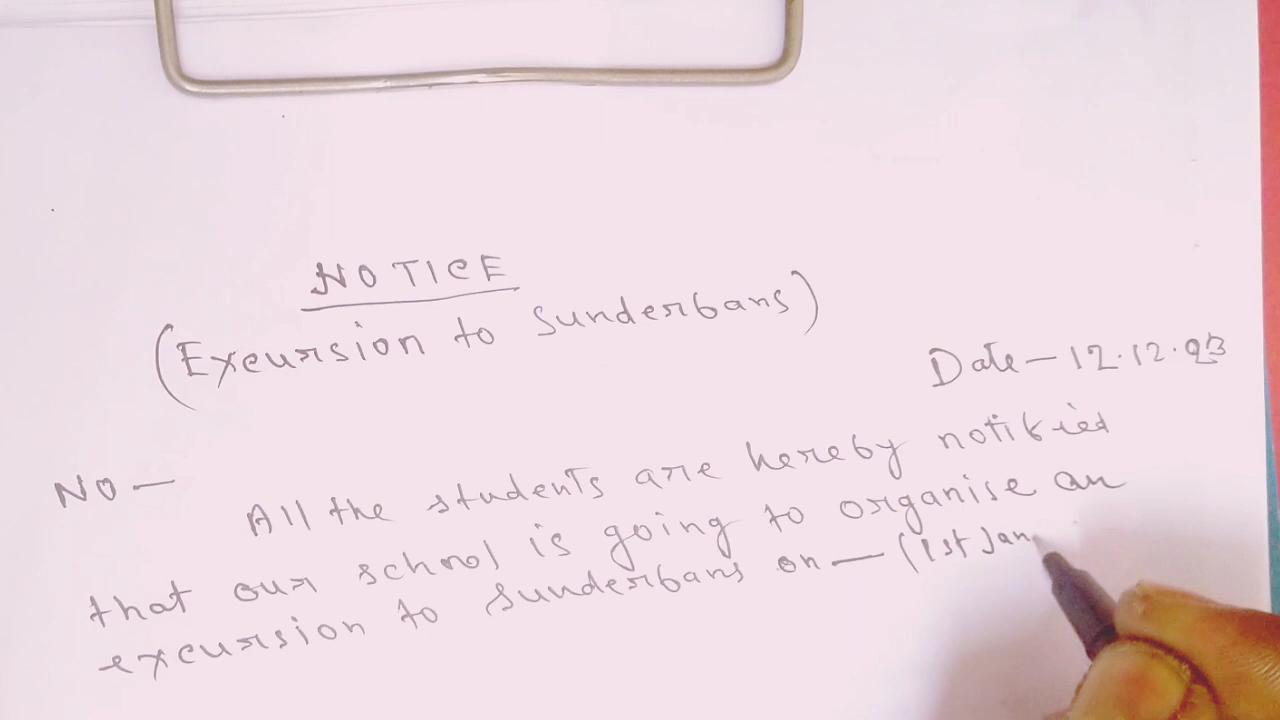 NOTICE
(Excursion to Sunderbans)
Date - 12.12.23
NO -
All the students are hereby notified
that our school is going to organise an
excursion to Sunderbans on — (1st Jan